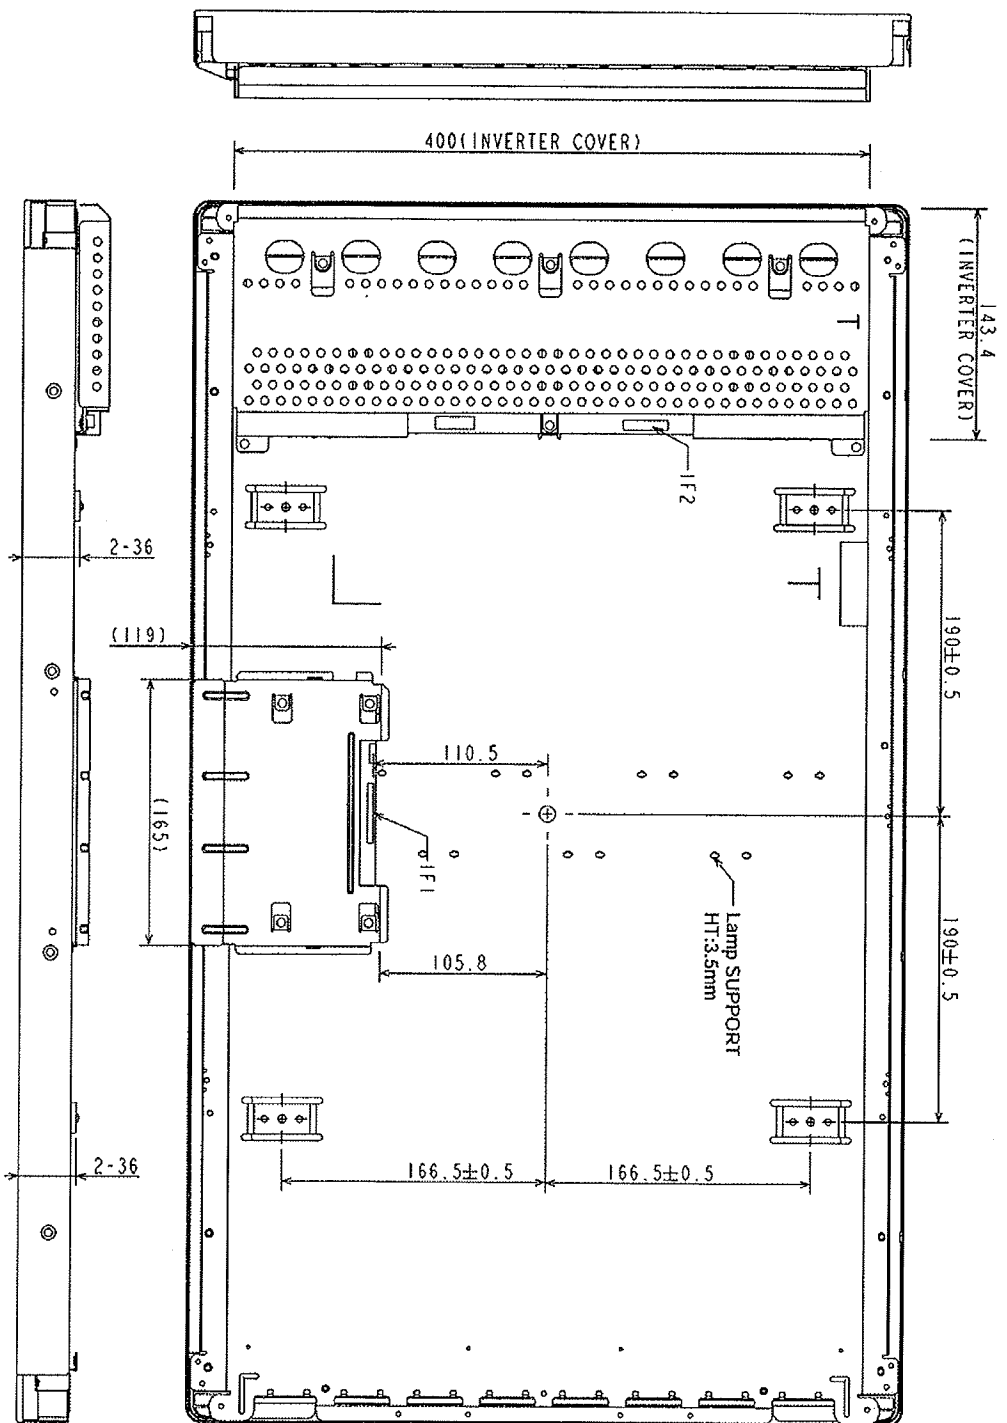 400(INVERTER COVER)
143.4
(INVERTER COVER)
IF2
2-36
(119)
190±0.5
110.5
(165)
IF1
Lamp SUPPORT
HT:3.5mm
190±0.5
105.8
2-36
166.5±0.5
166.5±0.5